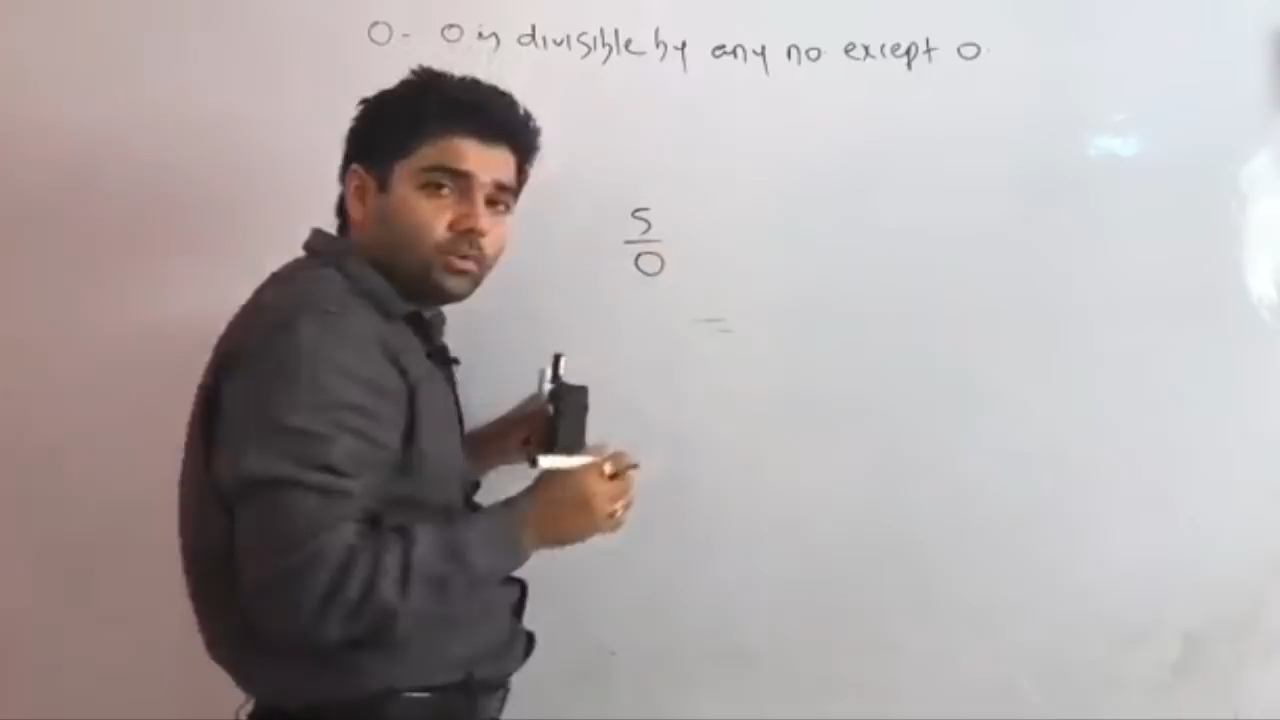 0- 0 is divisible by any no except 0
5
0
=